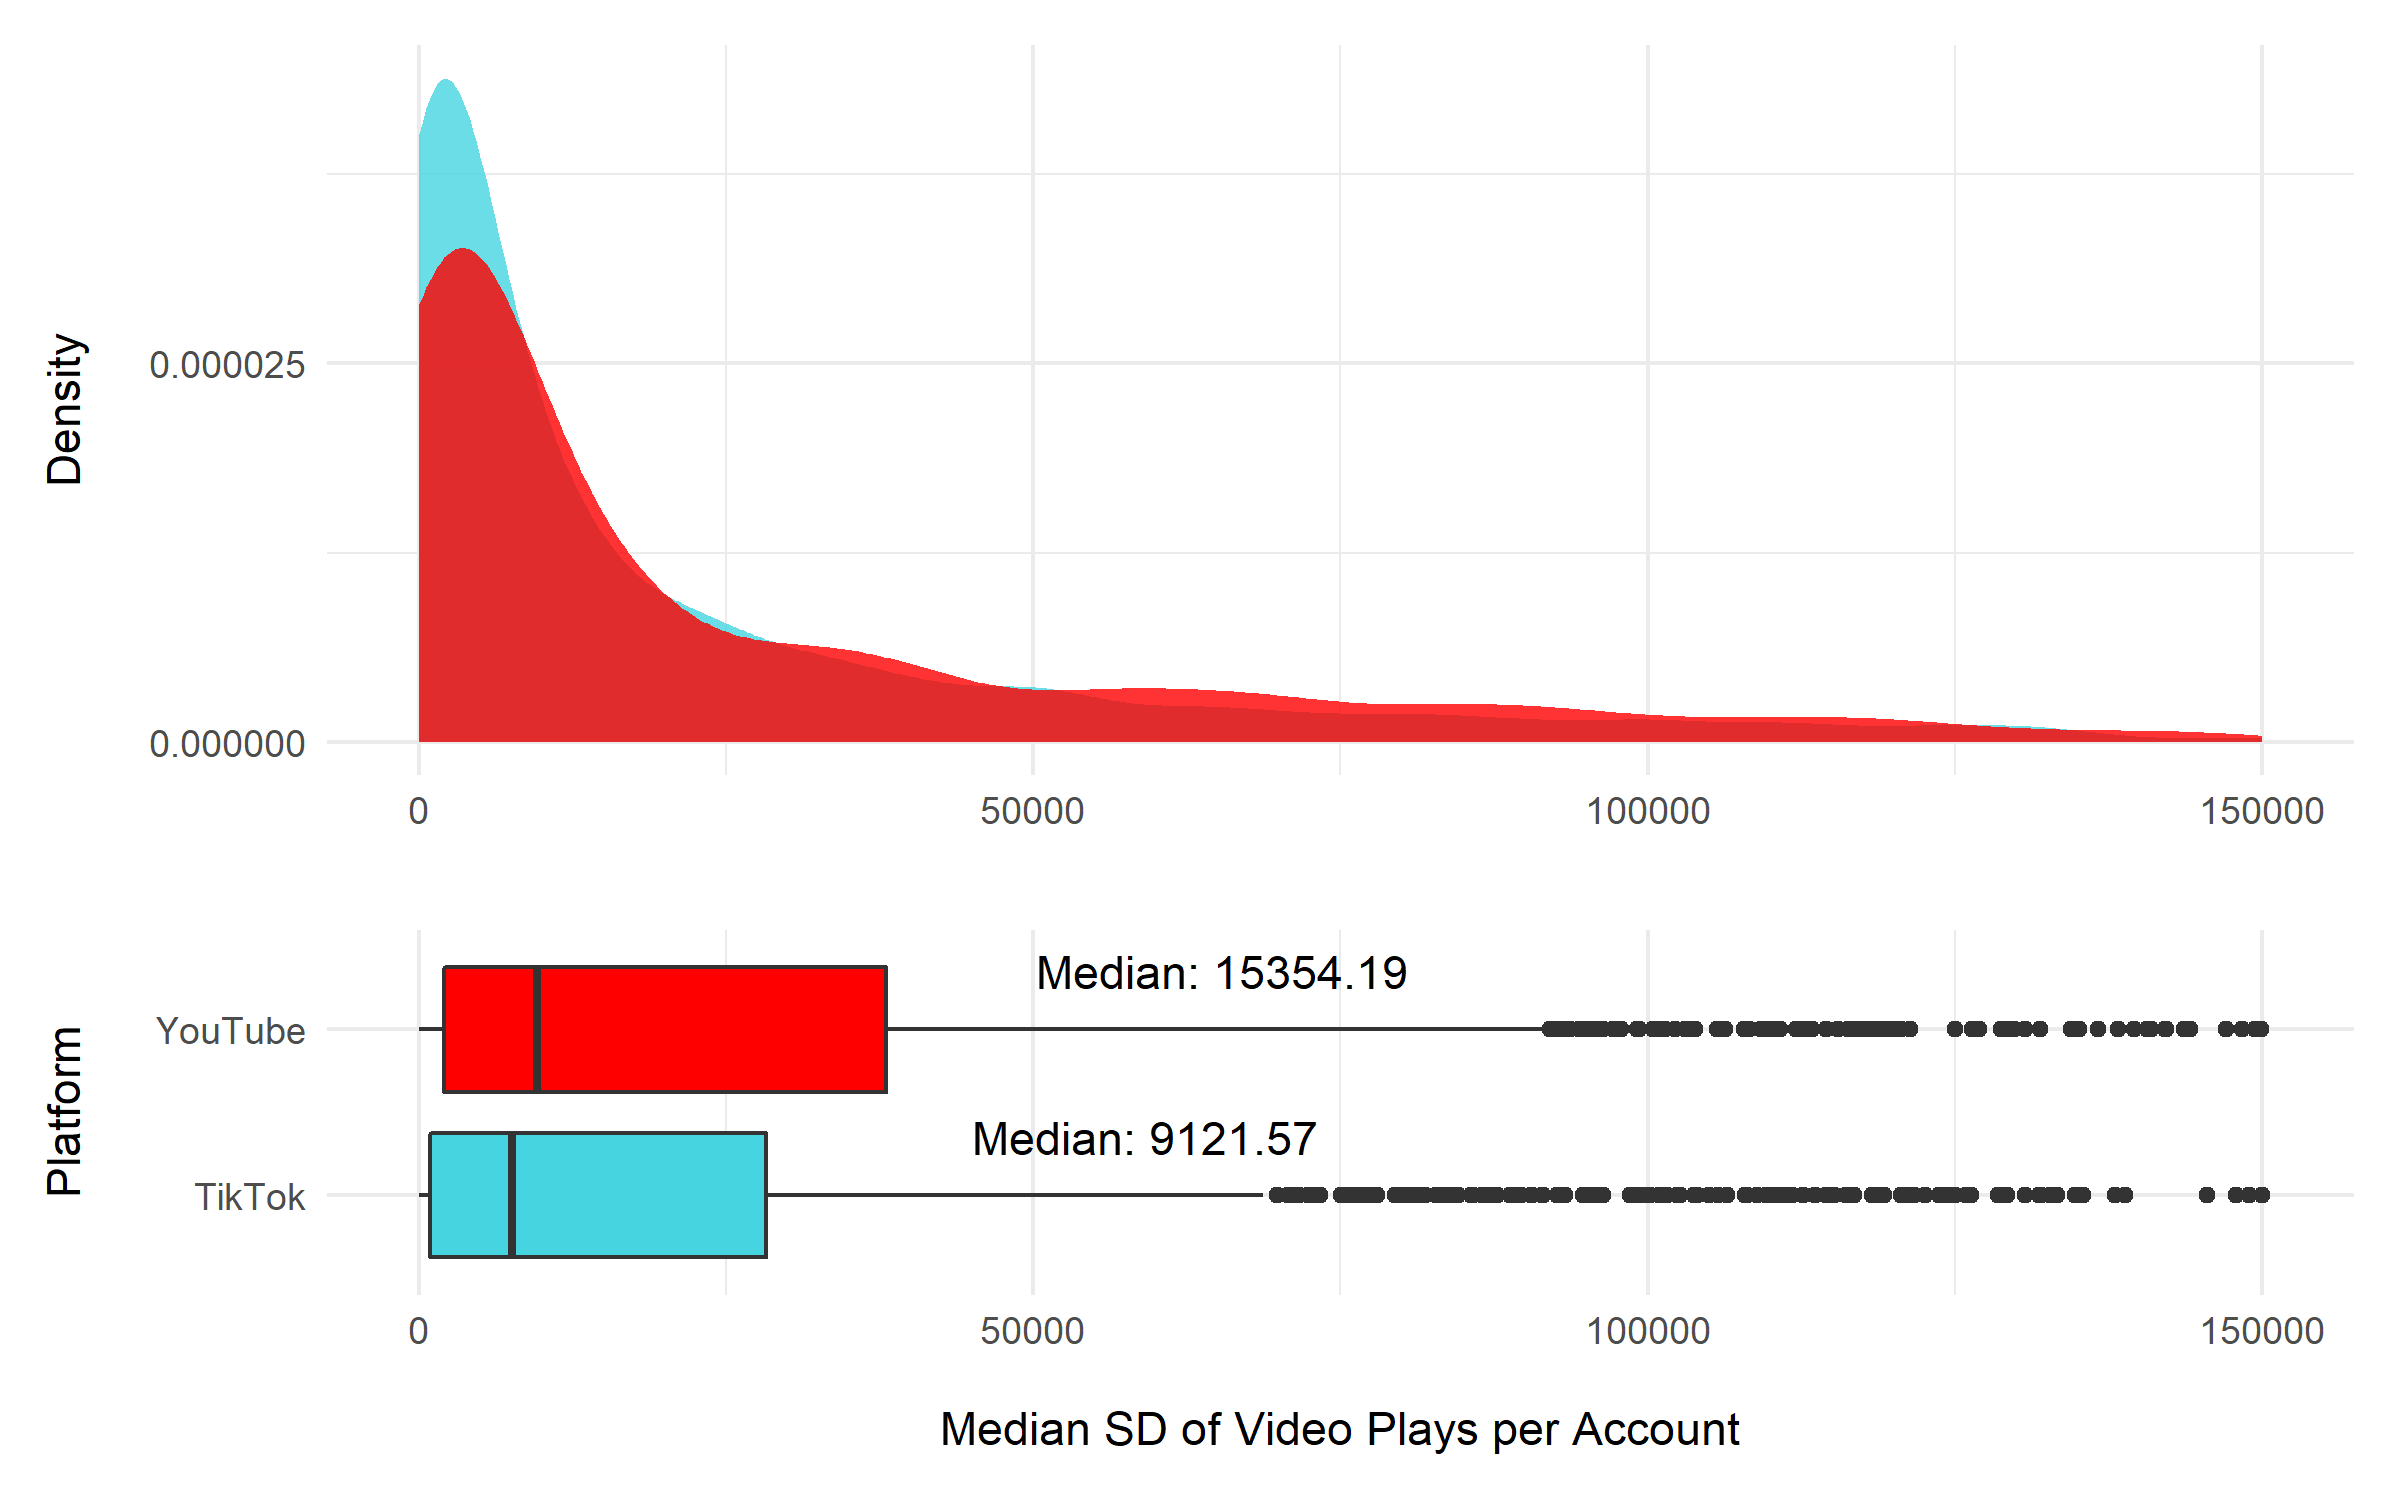 Density
0.000025
0.000000
0 50000 100000 150000
Platform
YouTube
Median: 15354.19
TikTok
Median: 9121.57
0 50000 100000 150000
Median SD of Video Plays per Account